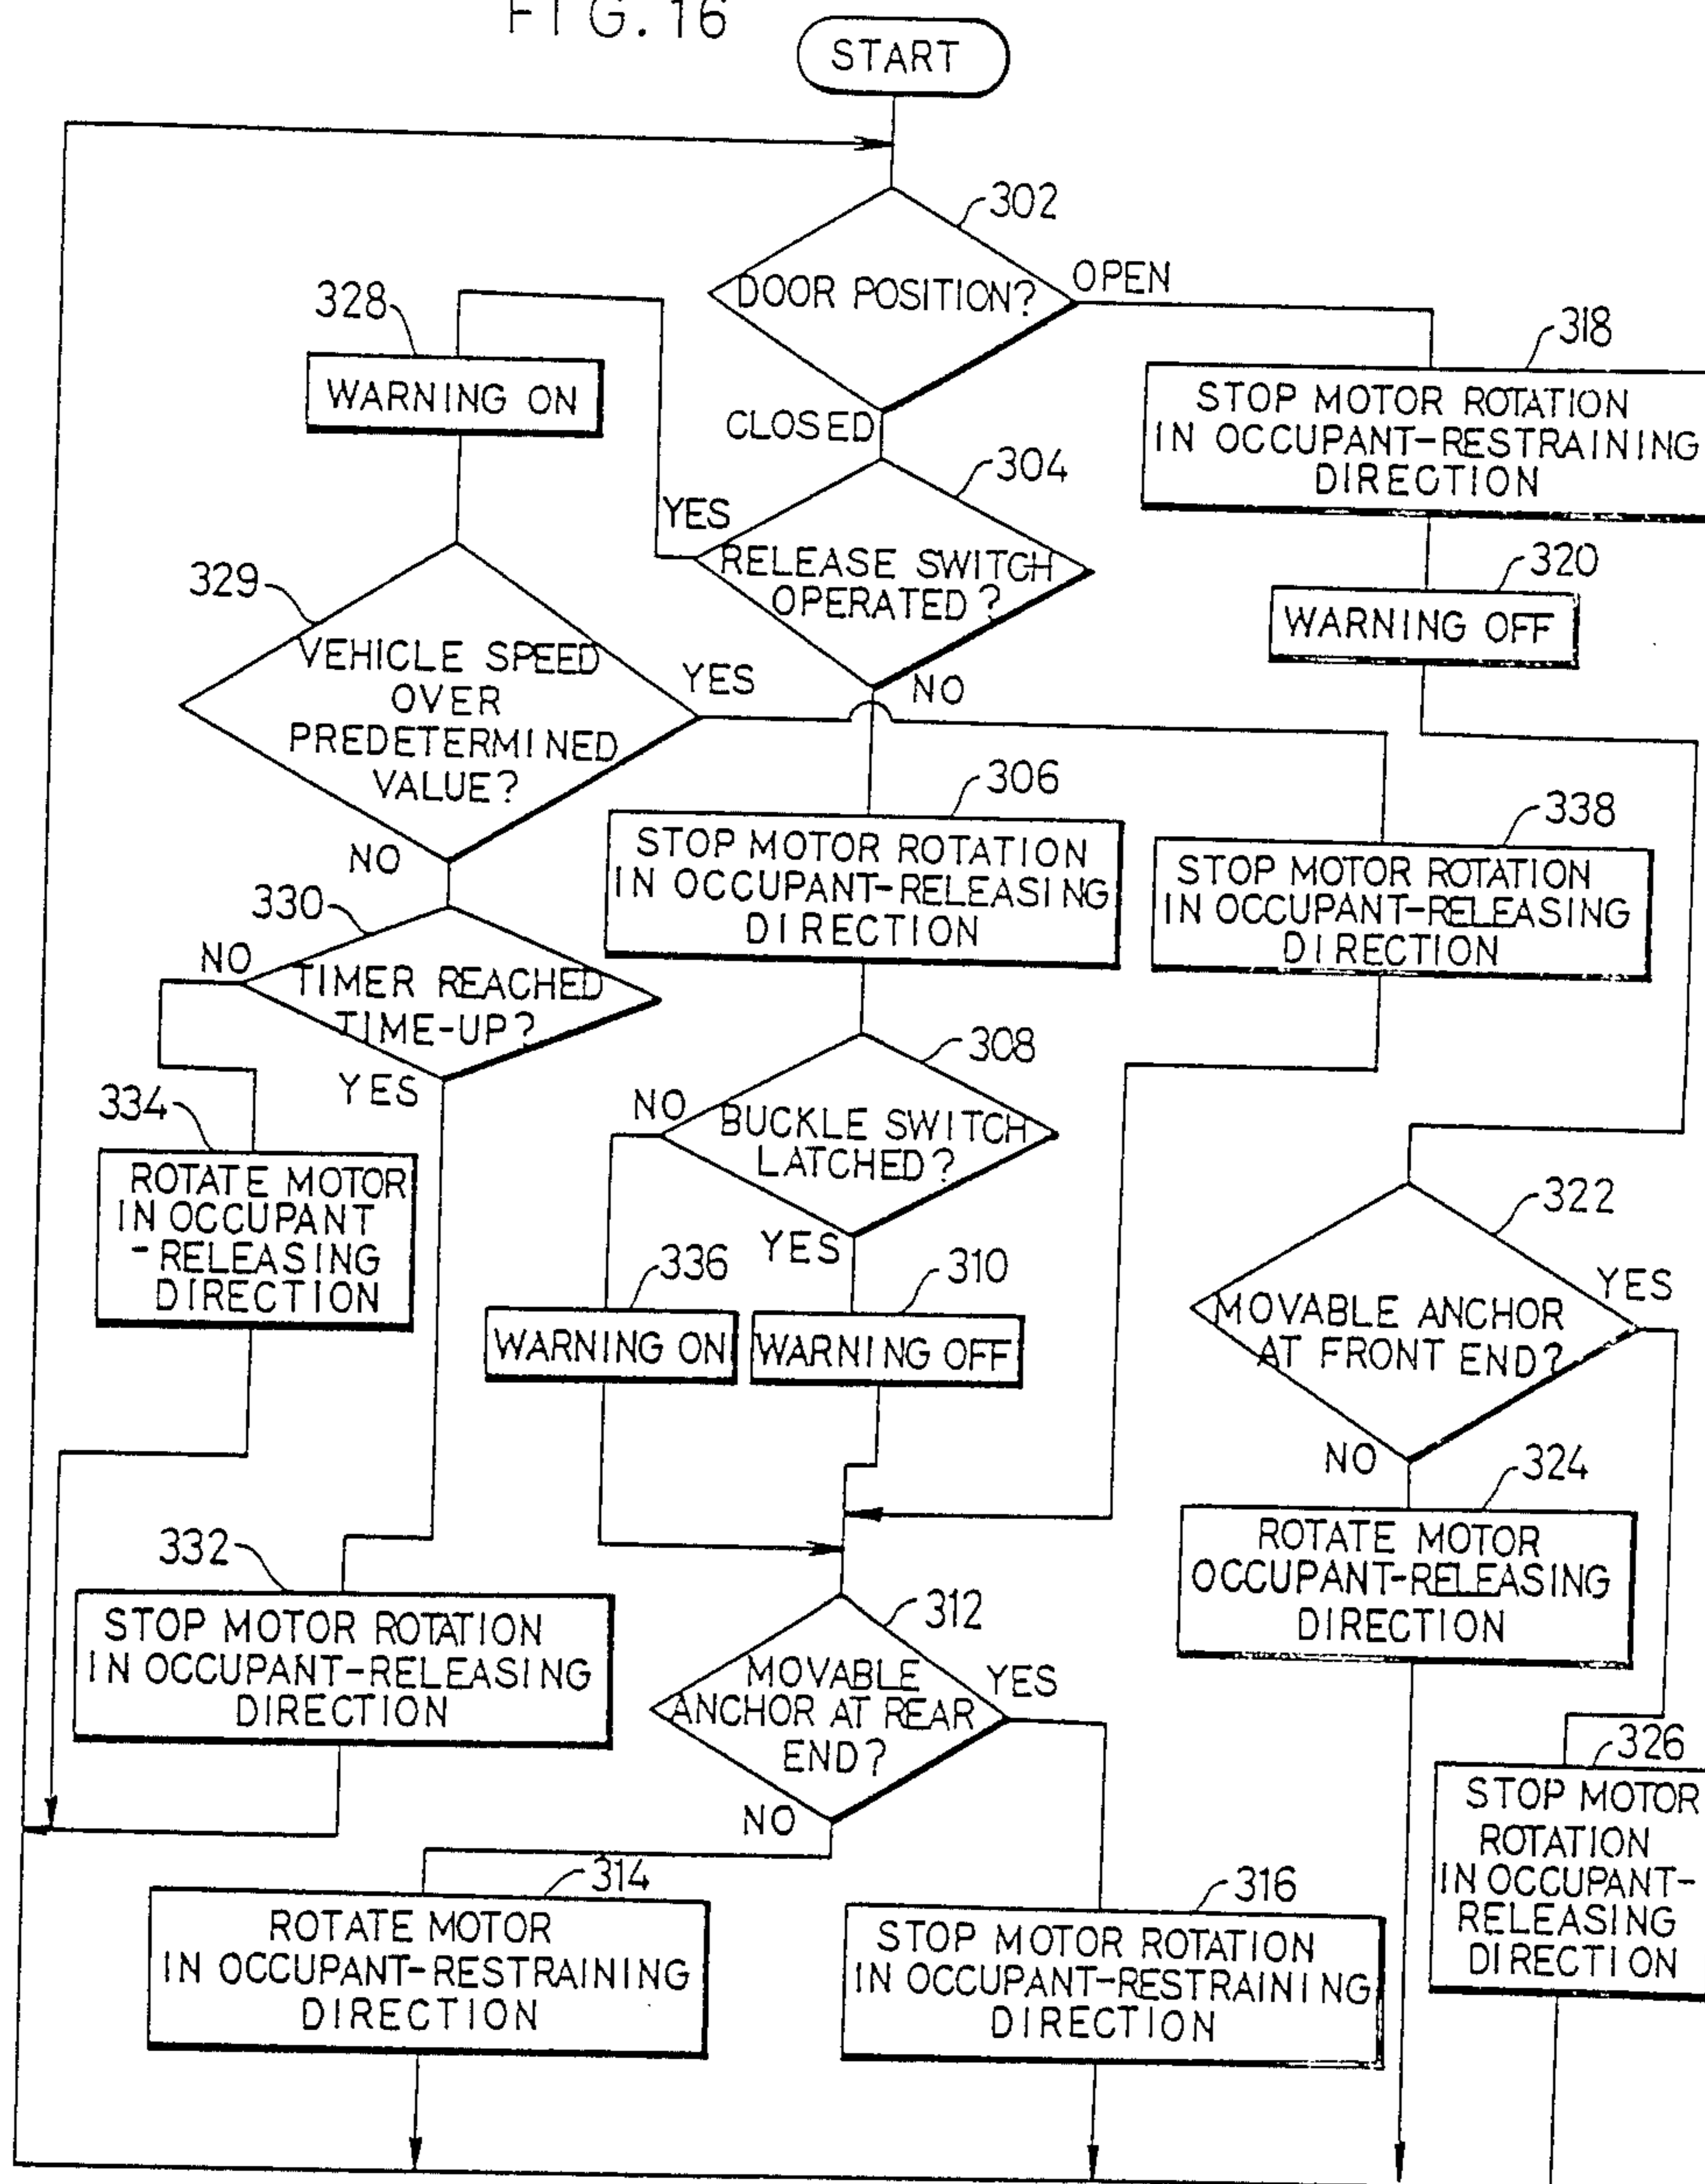 FIG. 16
START
302
DOOR POSITION?
OPEN
CLOSED
328
WARNING ON
318
STOP MOTOR ROTATION
IN OCCUPANT-RESTRAINING
DIRECTION
304
YES
RELEASE SWITCH
OPERATED?
NO
320
WARNING OFF
329
VEHICLE SPEED
OVER
PREDETERMINED
VALUE?
YES
NO
306
STOP MOTOR ROTATION
IN OCCUPANT-RELEASING
DIRECTION
338
STOP MOTOR ROTATION
IN OCCUPANT-RELEASING
DIRECTION
330
NO
TIMER REACHED
TIME-UP?
YES
308
NO
BUCKLE SWITCH
LATCHED?
YES
334
ROTATE MOTOR
IN OCCUPANT
-RELEASING
DIRECTION
322
YES
MOVABLE ANCHOR
AT FRONT END?
NO
336
WARNING ON
310
WARNING OFF
324
ROTATE MOTOR
OCCUPANT-RELEASING
DIRECTION
332
STOP MOTOR ROTATION
IN OCCUPANT-RELEASING
DIRECTION
312
MOVABLE
ANCHOR AT REAR
END?
YES
NO
326
STOP MOTOR
ROTATION
IN OCCUPANT-
RELEASING
DIRECTION
314
ROTATE MOTOR
IN OCCUPANT-RESTRAINING
DIRECTION
316
STOP MOTOR ROTATION
IN OCCUPANT-RESTRAINING
DIRECTION